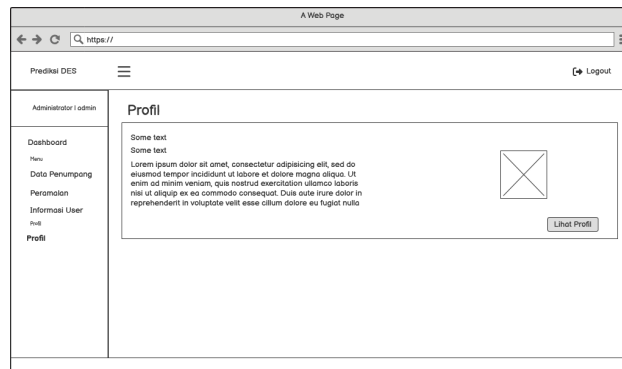 A Web Page
https://
Prediksi DES
Logout
Administrator | admin
Profil
Dashboard
Menu
Data Penumpang
Peramalan
Informasi User
Profil
Profil
Some text
Some text
Lorem ipsum dolor sit amet, consectetur adipisicing elit, sed do
eiusmod tempor incididunt ut labore et dolore magna aliqua. Ut
enim ad minim veniam, quis nostrud exercitation ullamco laboris
nisi ut aliquip ex ea commodo consequat. Duis aute irure dolor in
reprehenderit in voluptate velit esse cillum dolore eu fugiat nulla
Lihat Profil